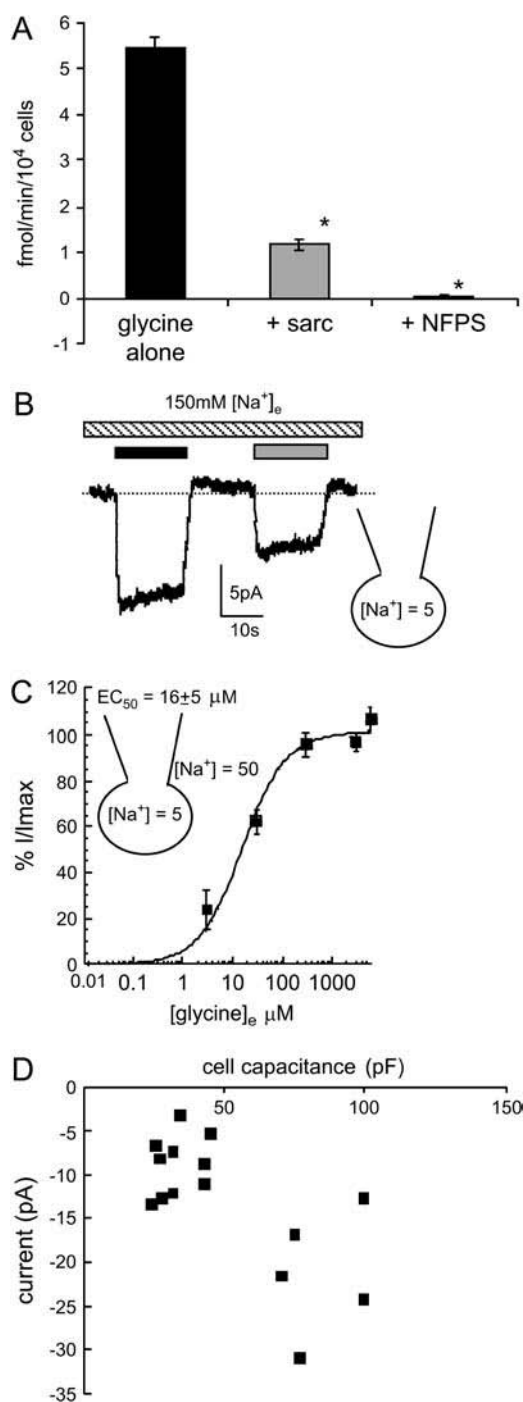 A
6
5
4
3
2
1
0
-1
fmol/min/10⁴ cells
*
*
glycine alone
+ sarc
+ NFPS
B
150mM [Na⁺]ₑ
5pA
10s
[Na⁺] = 5
C
120
100
80
60
40
20
0
% I/Imax
EC₅₀ = 16±5 µM
[Na⁺] = 50
[Na⁺] = 5
0.01
0.1
1
10
100
1000
[glycine]ₑ µM
D
cell capacitance (pF)
50
100
150
0
-5
-10
-15
-20
-25
-30
-35
current (pA)